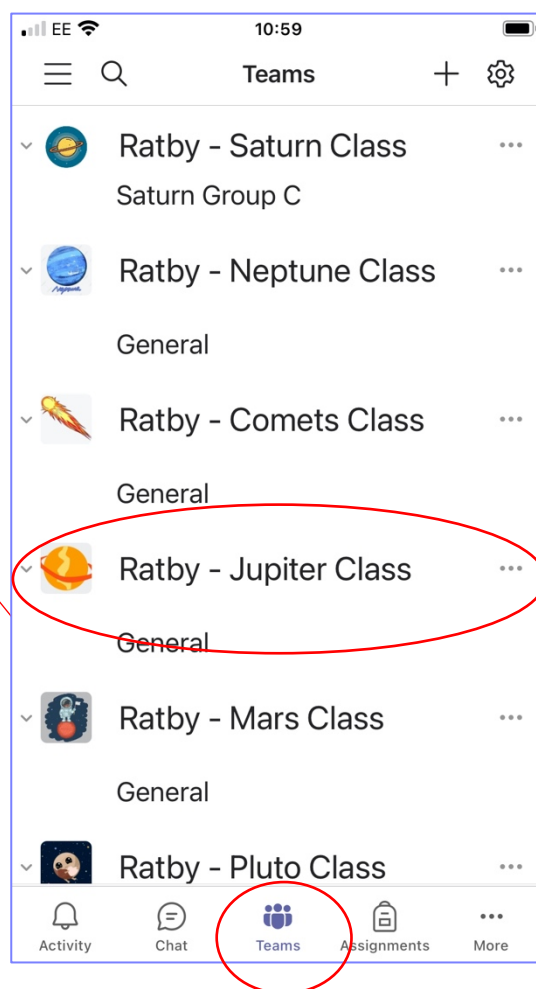 EE 10:59
Teams
Ratby - Saturn Class
Saturn Group C
Ratby - Neptune Class
Neptune
General
Ratby - Comets Class
General
Ratby - Jupiter Class
General
Ratby - Mars Class
General
Ratby - Pluto Class
Activity Chat Teams Assignments More